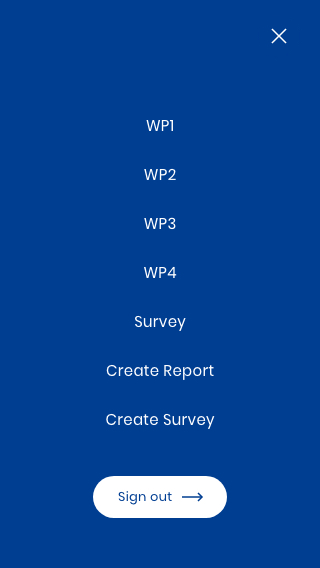 WP1
WP2
WP3
WP4
Survey
Create Report
Create Survey
Sign out